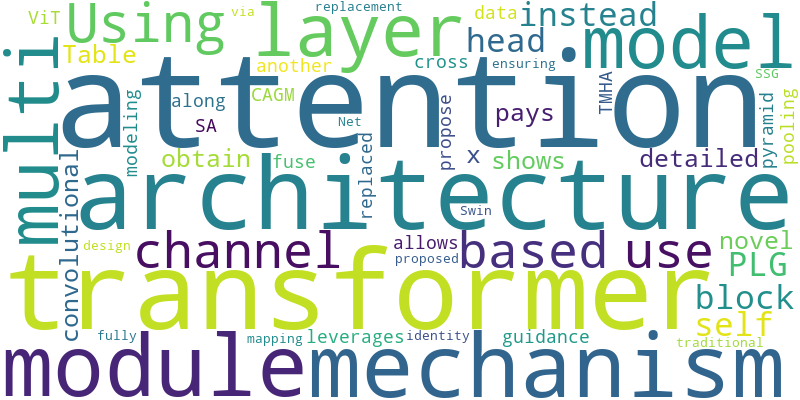 ViT
via
replacement
Using
layer
data
instead
Table
another
cross
head
ensuring
model
multi
attention
SSG
modeling
along
CAGM
SA
Net
propose
pays
TMHA
pyramid
pooling
obtain
fuse
replaced
x
shows
detailed
convolutional
architecture
Swin
design
channel
allows
proposed
based
use
novel
PLG
transformer
block
self
fully
mapping
leverages
identity
guidance
traditional
module
mechanism